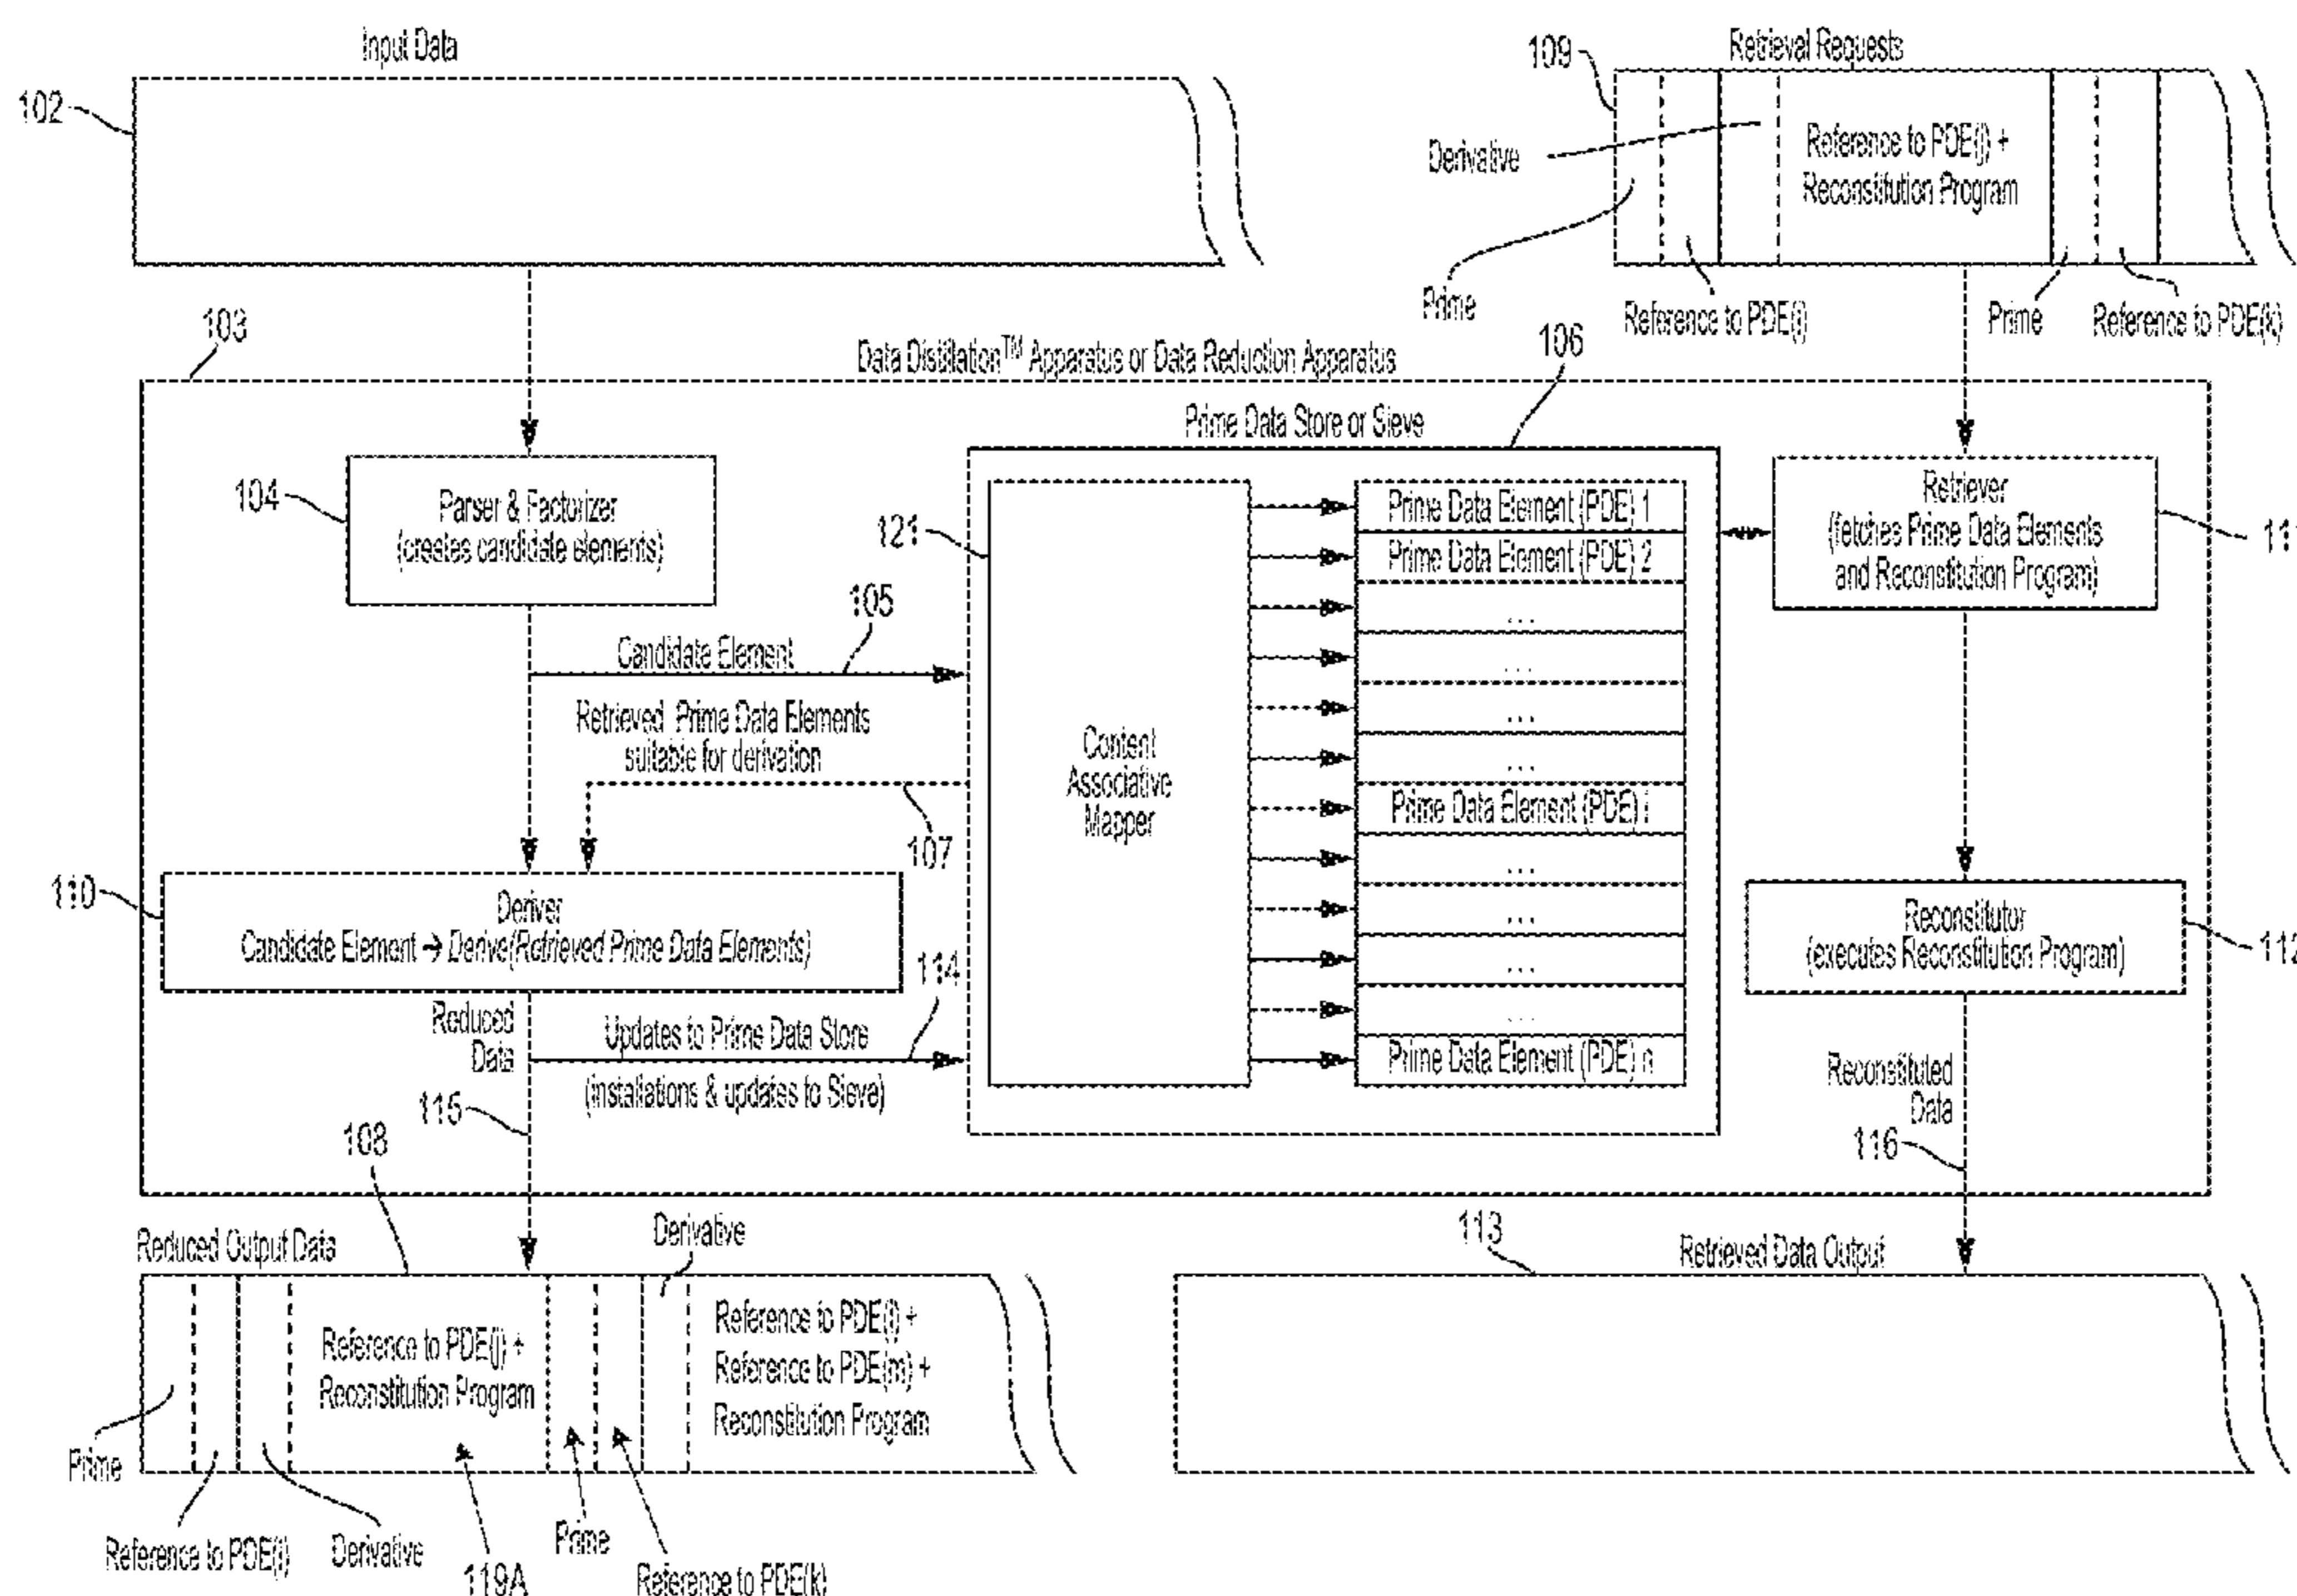 Input Data
Retrieval Requests
102
109
Derivative
Reference to PDE(j) +
Reconstitution Program
Prime
Prime
Reference to PDE(k)
103
Data Distillation™ Apparatus or Data Reduction Apparatus
106
Prime Data Store or Sieve
104
Parser & Factorizer
(creates candidate elements)
121
Content
Associative
Mapper
Prime Data Element (PDE) 1
Prime Data Element (PDE) 2
...
...
...
...
Prime Data Element (PDE) i
...
...
...
...
Prime Data Element (PDE) n
Retriever
(fetches Prime Data Elements
and Reconstitution Program)
105
Candidate Element
Retrieved Prime Data Elements
suitable for derivation
107
110
Deriver
Candidate Element → Derive(Retrieved Prime Data Elements)
114
Reduced
Data
Updates to Prime Data Store
(installations & updates to Sieve)
115
Reconstitutor
(executes Reconstitution Program)
112
Reconstituted
Data
116
108
Reduced Output Data
Derivative
113
Retrieved Data Output
Reference to PDE(j) +
Reconstitution Program
Reference to PDE(m) +
Reconstitution Program
Prime
Reference to PDE(i)
Derivative
119A
Prime
Reference to PDE(k)